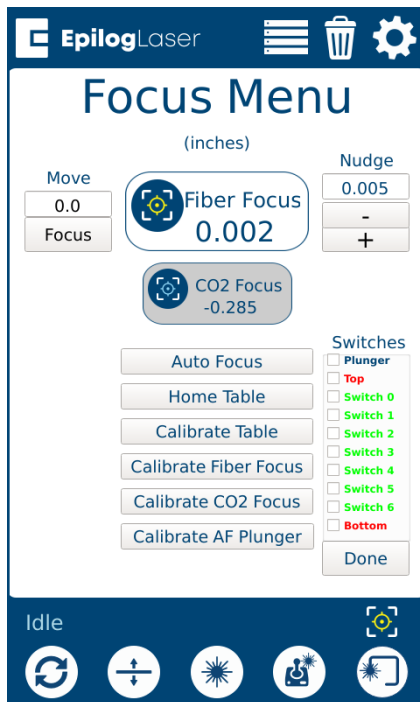 EpilogLaser
Focus Menu
(inches)
Move
0.0
Focus
Fiber Focus
0.002
Nudge
0.005
-
+
CO2 Focus
-0.285
Auto Focus
Home Table
Calibrate Table
Calibrate Fiber Focus
Calibrate CO2 Focus
Calibrate AF Plunger
Switches
Plunger
Top
Switch 0
Switch 1
Switch 2
Switch 3
Switch 4
Switch 5
Switch 6
Bottom
Done
Idle